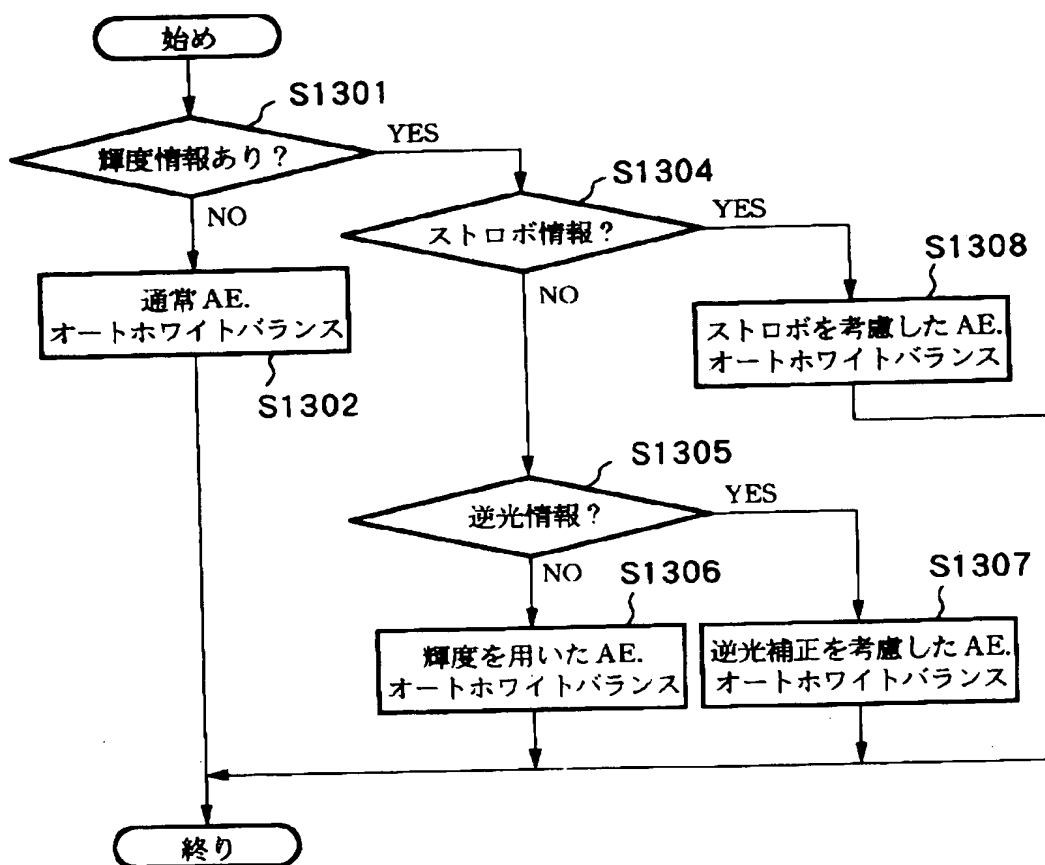 始め
S1301
輝度情報あり？
YES
NO
S1304
ストロボ情報？
YES
NO
S1308
通常AE.
オートホワイトバランス
S1302
ストロボを考慮したAE.
オートホワイトバランス
S1305
逆光情報？
YES
NO
S1306
S1307
輝度を用いたAE.
オートホワイトバランス
逆光補正を考慮したAE.
オートホワイトバランス
終り